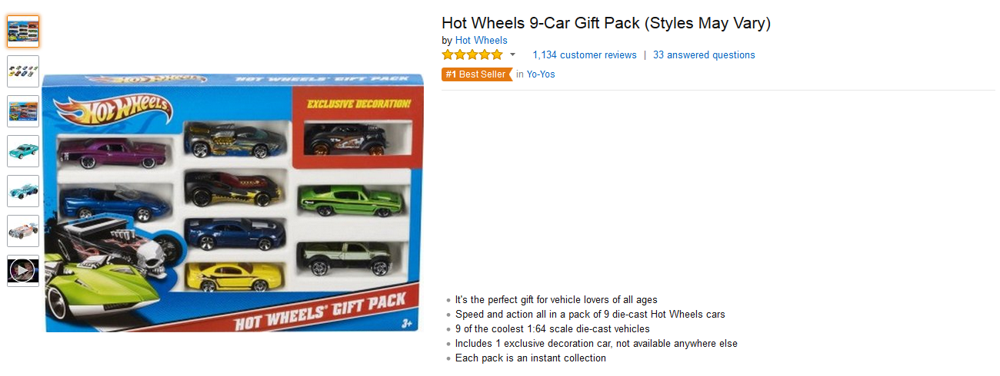 Hot Wheels 9-Car Gift Pack (Styles May Vary)
by Hot Wheels
1,134 customer reviews | 33 answered questions
#1 Best Seller in Yo-Yos
HOT WHEELS
HOT WHEELS' GIFT PACK
HOT WHEELS
EXCLUSIVE DECORATION!
HOT WHEELS' GIFT PACK
3+
• It's the perfect gift for vehicle lovers of all ages
• Speed and action all in a pack of 9 die-cast Hot Wheels cars
• 9 of the coolest 1:64 scale die-cast vehicles
• Includes 1 exclusive decoration car, not available anywhere else
• Each pack is an instant collection